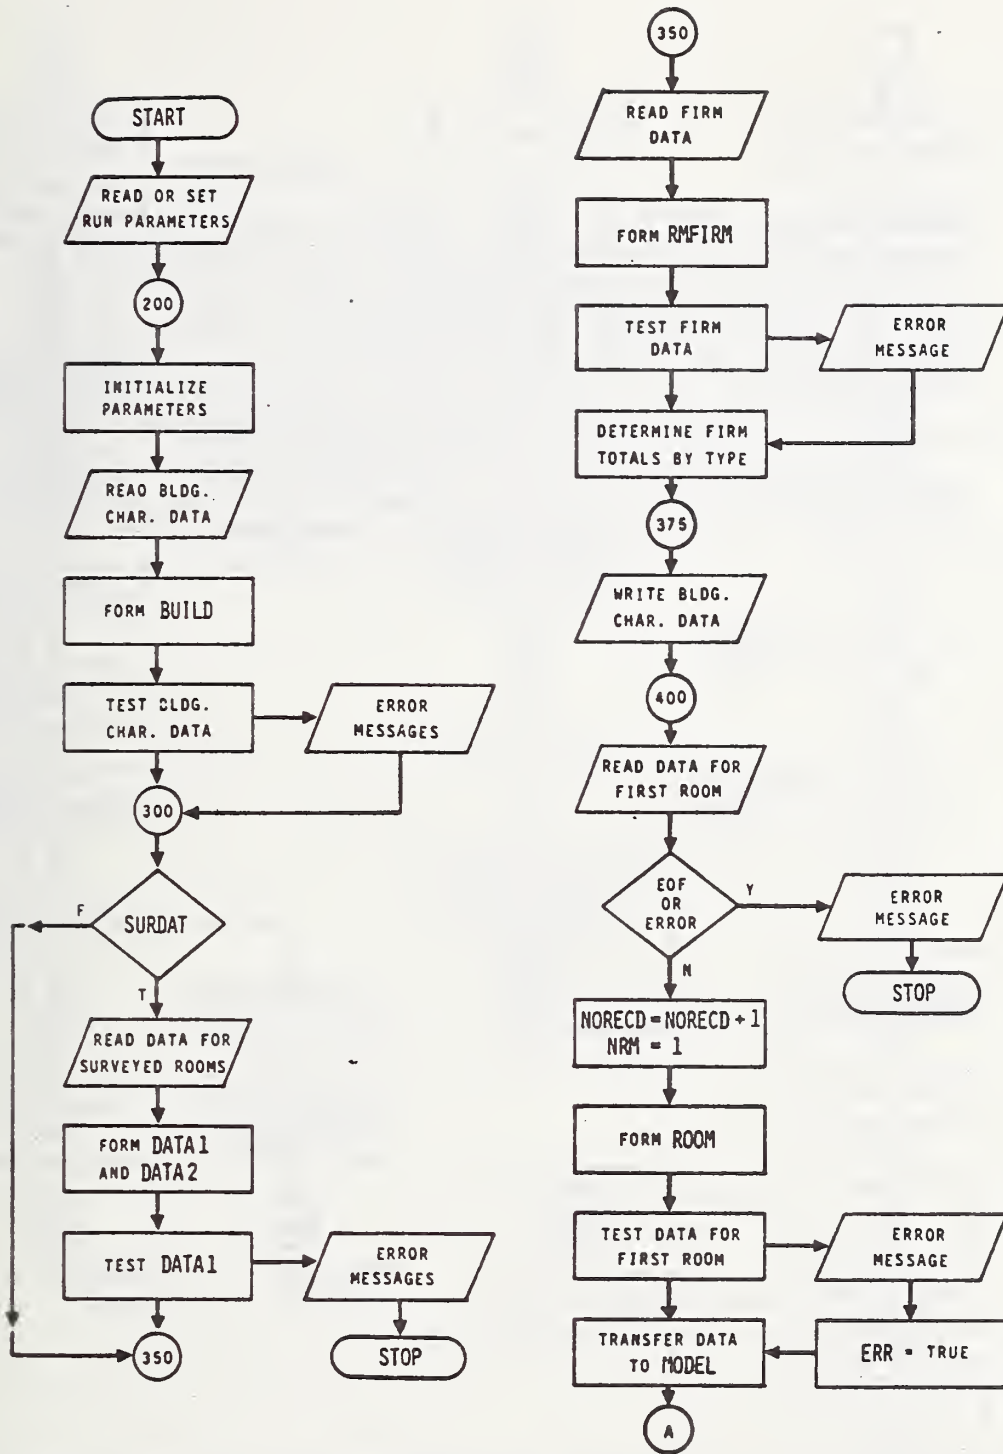 START
READ OR SET
RUN PARAMETERS
200
INITIALIZE
PARAMETERS
READ BLDG.
CHAR. DATA
FORM BUILD
TEST BLDG.
CHAR. DATA
ERROR
MESSAGES
300
SURDAT
F
T
READ DATA FOR
SURVEYED ROOMS
FORM DATA1
AND DATA2
TEST DATA1
ERROR
MESSAGES
350
STOP
350
READ FIRM
DATA
FORM RMFIRM
TEST FIRM
DATA
ERROR
MESSAGE
DETERMINE FIRM
TOTALS BY TYPE
375
WRITE BLDG.
CHAR. DATA
400
READ DATA FOR
FIRST ROOM
EOF
OR
ERROR
Y
ERROR
MESSAGE
STOP
N
NORECD = NORECD + 1
NRM = 1
FORM ROOM
TEST DATA FOR
FIRST ROOM
ERROR
MESSAGE
TRANSFER DATA
TO MODEL
ERR = TRUE
A